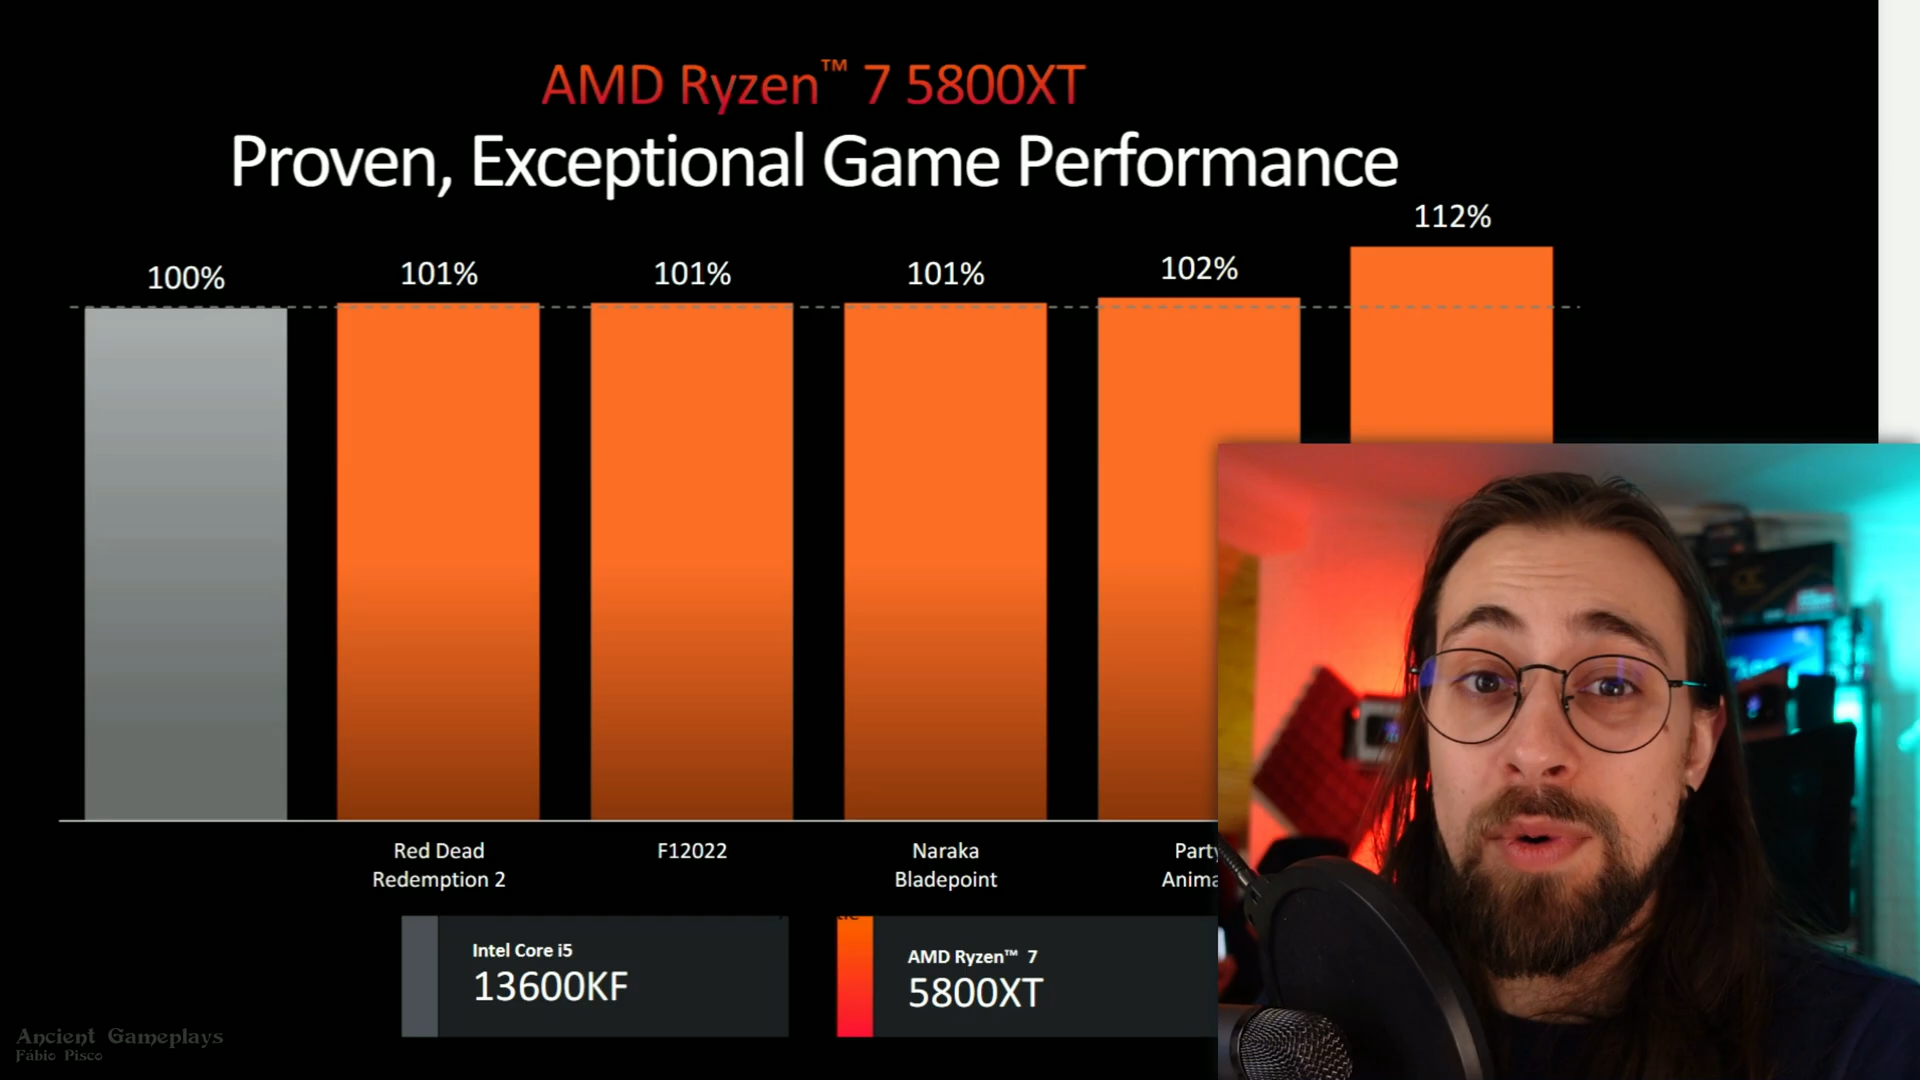 AMD Ryzen™ 7 5800XT
Proven, Exceptional Game Performance
100%
101%
101%
101%
102%
112%
Red Dead
Redemption 2
F12022
Naraka
Bladepoint
Party
Anima
Intel Core i5
13600KF
AMD Ryzen™ 7
5800XT
Ancient Gameplays
Fábio Pisco